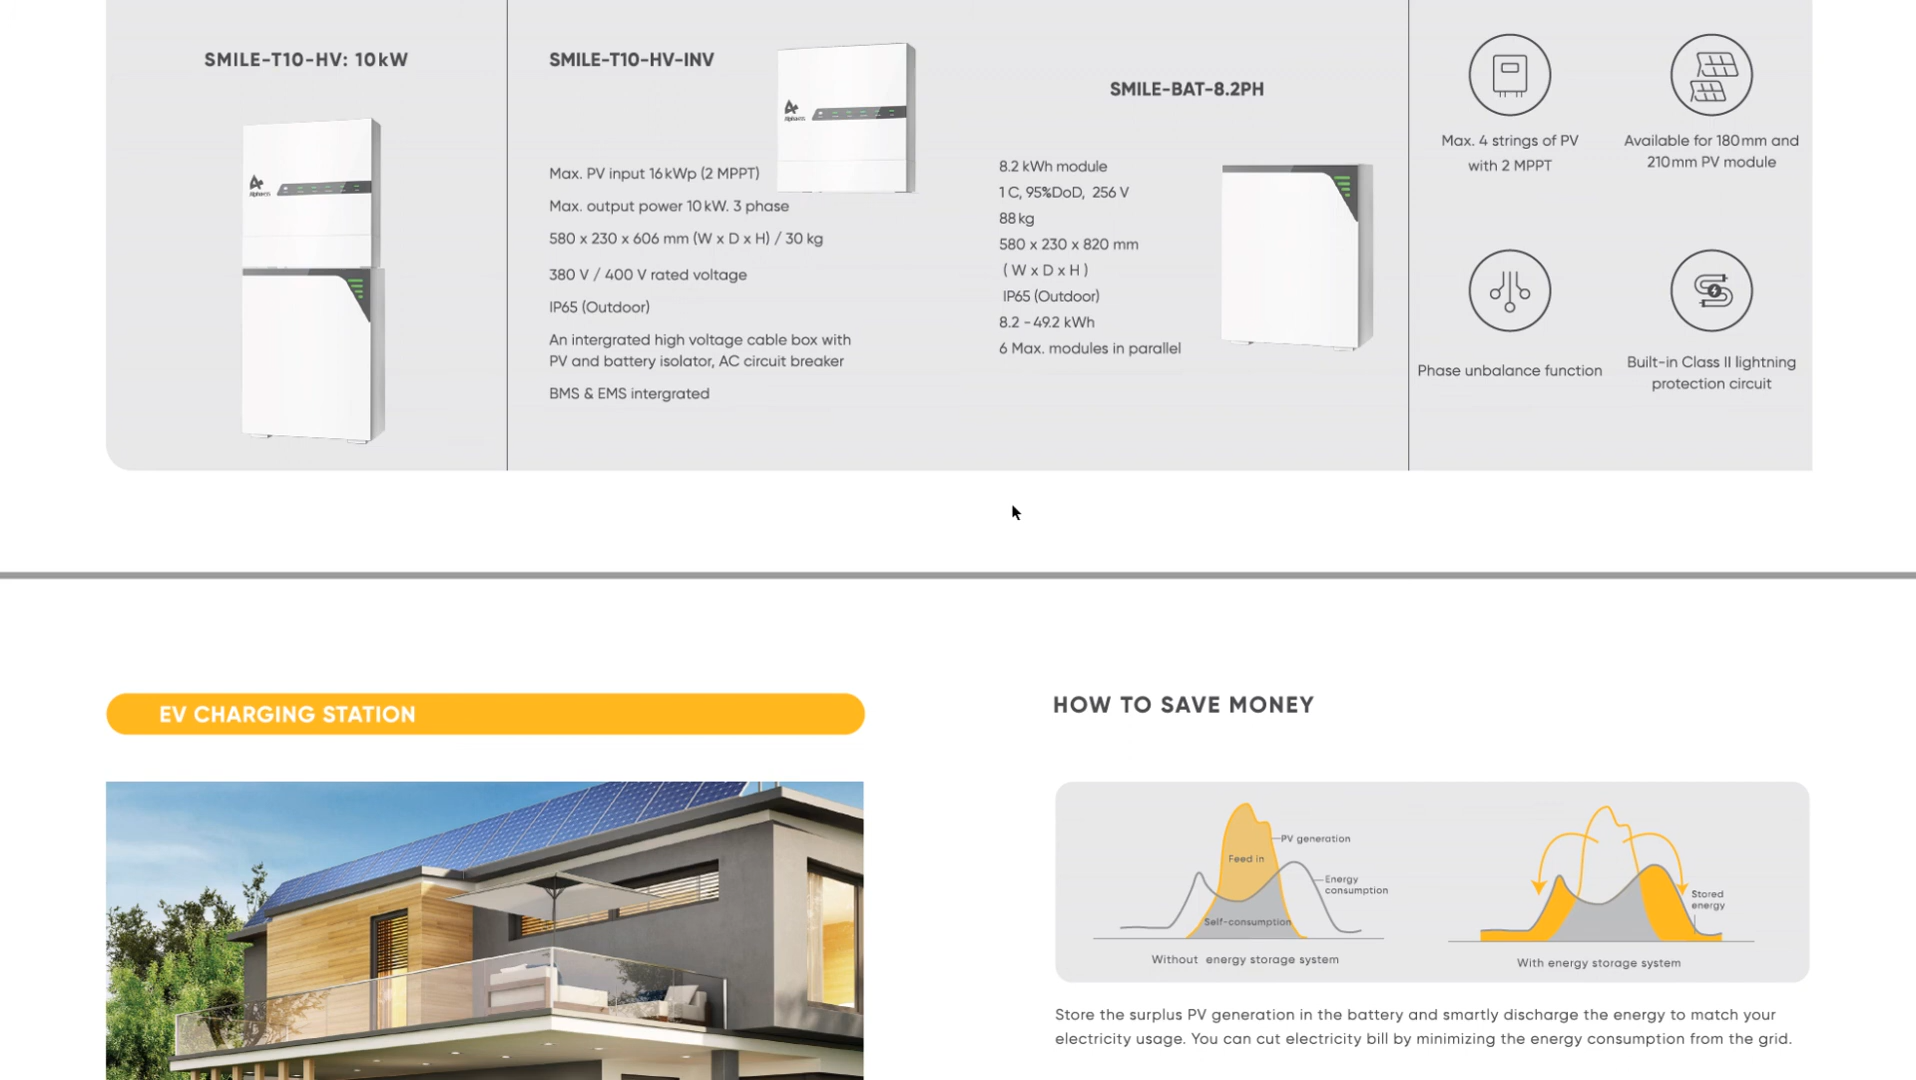 SMILE-T10-HV: 10kW
SMILE-T10-HV-INV
Max. PV input 16kWp (2 MPPT)
Max. output power 10kW. 3 phase
580 x 230 x 606 mm (W x D x H) / 30 kg
380 V / 400 V rated voltage
IP65 (Outdoor)
An intergrated high voltage cable box with
PV and battery isolator, AC circuit breaker
BMS & EMS intergrated
SMILE-BAT-8.2PH
8.2 kWh module
1 C, 95%DoD, 256 V
88kg
580 x 230 x 820 mm
( W x D x H )
IP65 (Outdoor)
8.2 - 49.2 kWh
6 Max. modules in parallel
Max. 4 strings of PV
with 2 MPPT
Available for 180mm and
210mm PV module
Phase unbalance function
Built-in Class II lightning
protection circuit
EV CHARGING STATION
HOW TO SAVE MONEY
PV generation
Feed in
Energy
consumption
Self-consumption
Without energy storage system
Stored
energy
With energy storage system
Store the surplus PV generation in the battery and smartly discharge the energy to match your
electricity usage. You can cut electricity bill by minimizing the energy consumption from the grid.